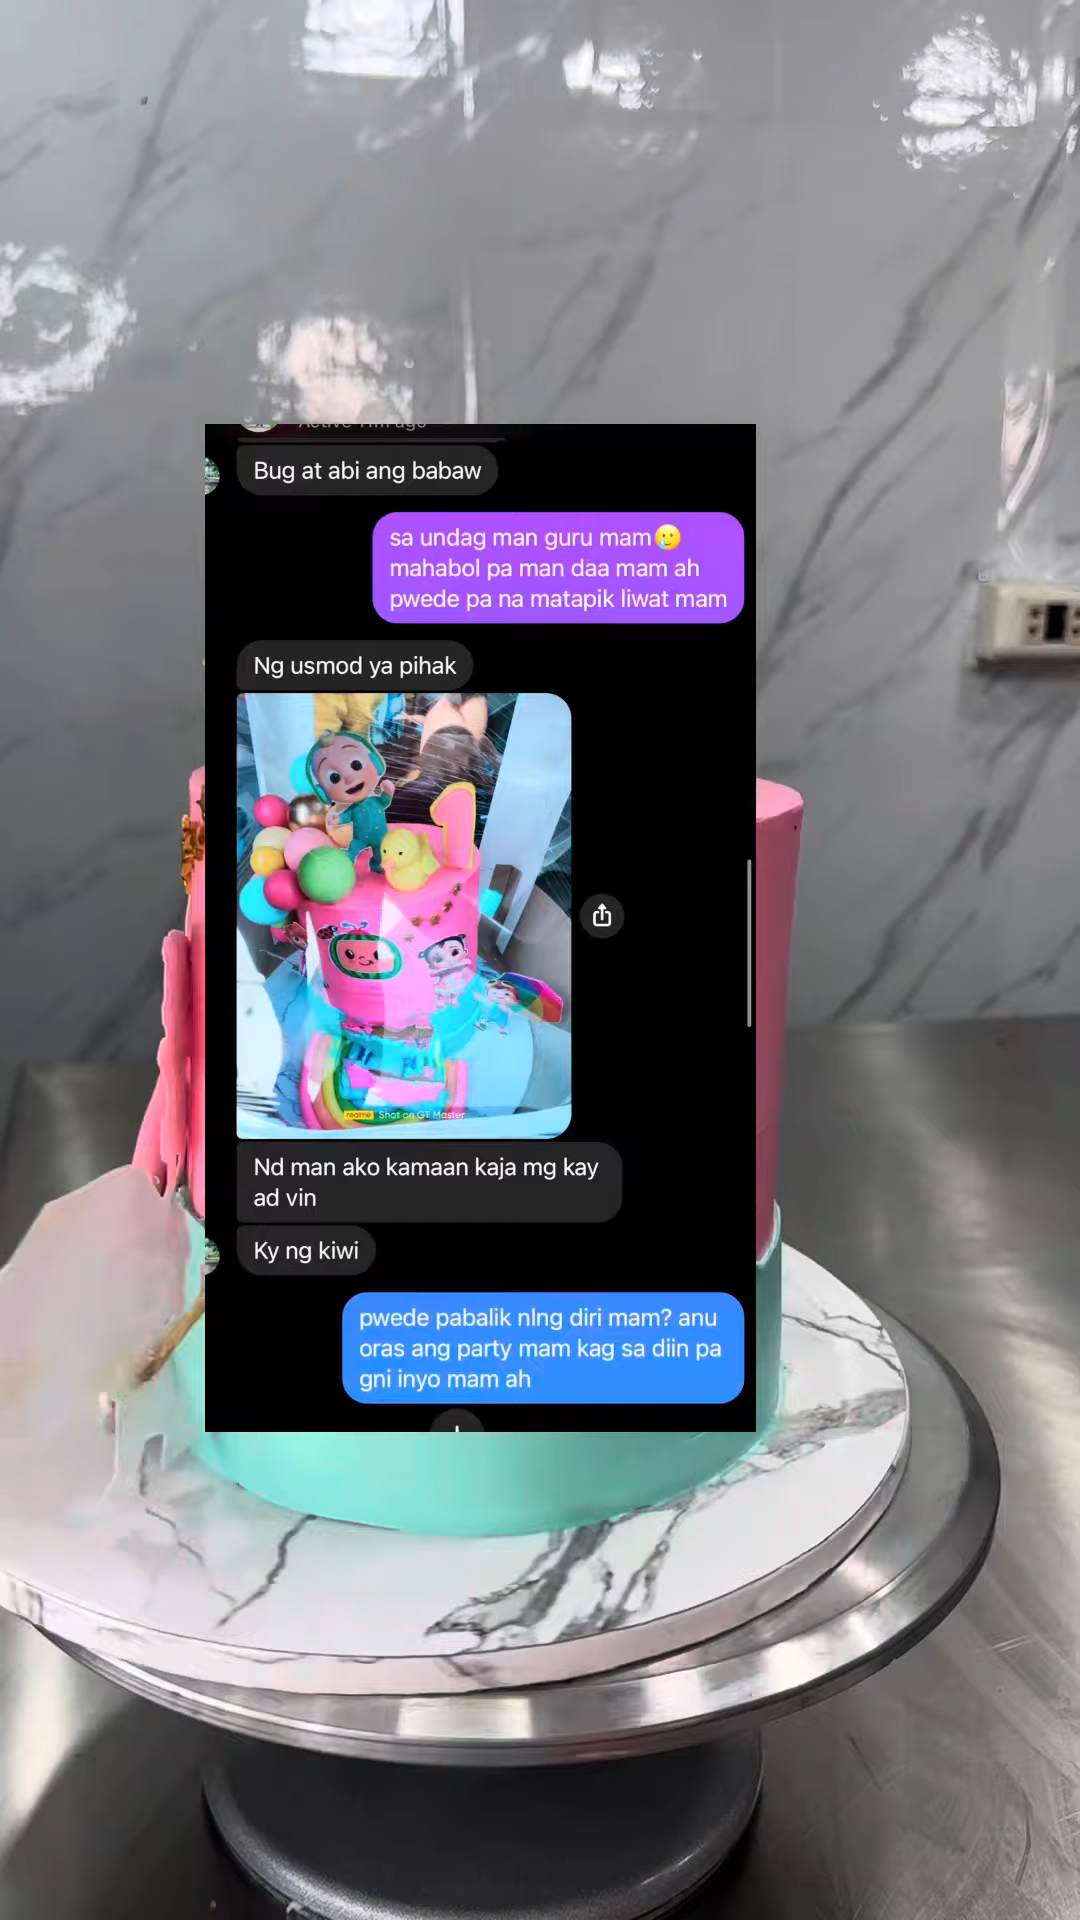 Bug at abi ang babaw
sa undag man guru mam🥲
mahabol pa man daa mam ah
pwede pa na matapik liwat mam
Ng usmod ya pihak
1
realme Shot on GT Master
Nd man ako kamaan kaja mg kay
ad vin
Ky ng kiwi
pwede pabalik nlng diri mam? anu
oras ang party mam kag sa diin pa
gni inyo mam ah